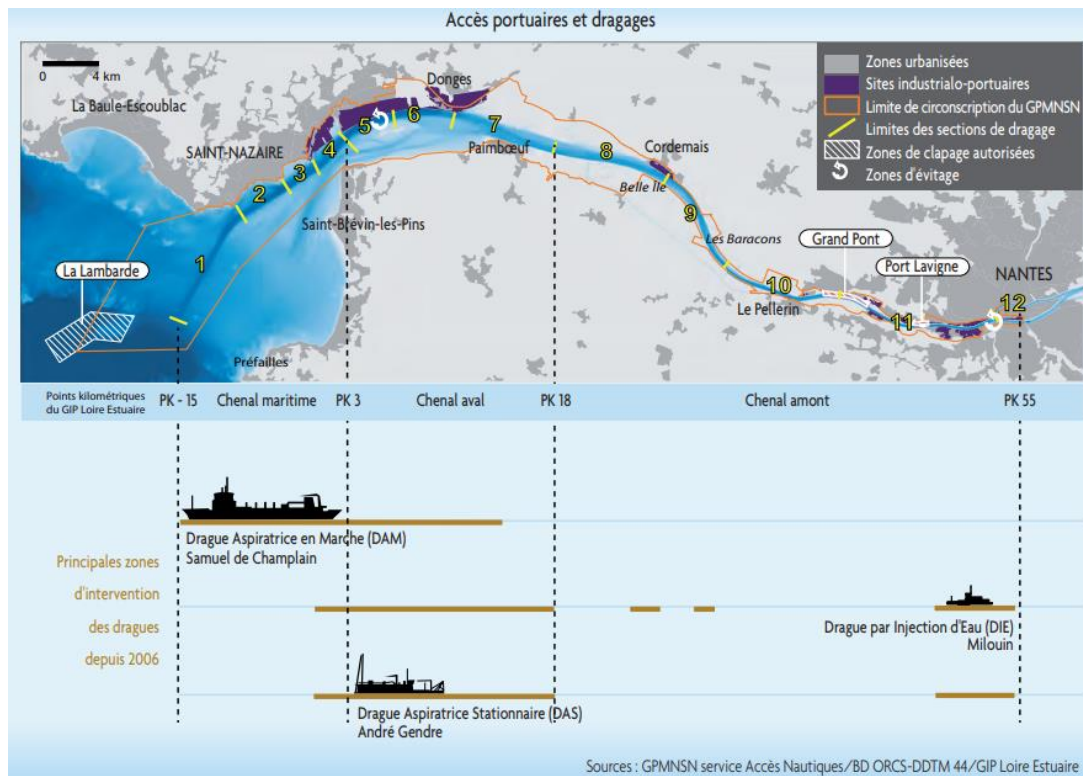 Accès portuaires et dragages
0 4 km
La Baule-Escoublac
SAINT-NAZAIRE
Donges
Paimbœuf
Cordemais
Belle Ile
Les Baracons
Grand Pont
Port Lavigne
NANTES
Le Pellerin
Saint-Brévin-les-Pins
La Lambarde
Préfailles
1
2
3
4
5
6
7
8
9
10
11
12
Zones urbanisées
Sites industrialo-portuaires
Limite de circonscription du GPMNSN
Limites des sections de dragage
Zones de clapage autorisées
Zones d'évitage
Points kilométriques
du GIP Loire Estuaire
PK - 15
Chenal maritime
PK 3
Chenal aval
PK 18
Chenal amont
PK 55
Principales zones
d'intervention
des dragues
depuis 2006
Drague Aspiratrice en Marche (DAM)
Samuel de Champlain
Drague par Injection d'Eau (DIE)
Milouin
Drague Aspiratrice Stationnaire (DAS)
André Gendre
Sources : GPMNSN service Accès Nautiques/BD ORCS-DDTM 44/GIP Loire Estuaire